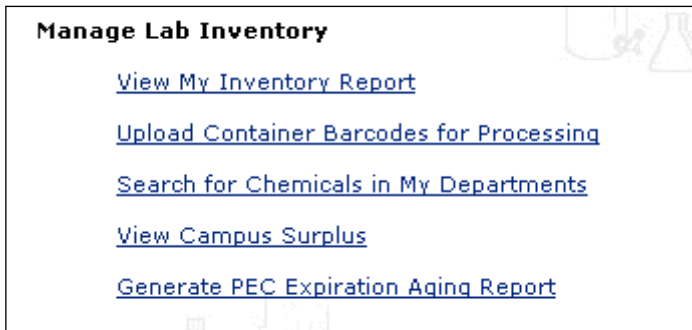 Manage Lab Inventory
View My Inventory Report
Upload Container Barcodes for Processing
Search for Chemicals in My Departments
View Campus Surplus
Generate PEC Expiration Aging Report